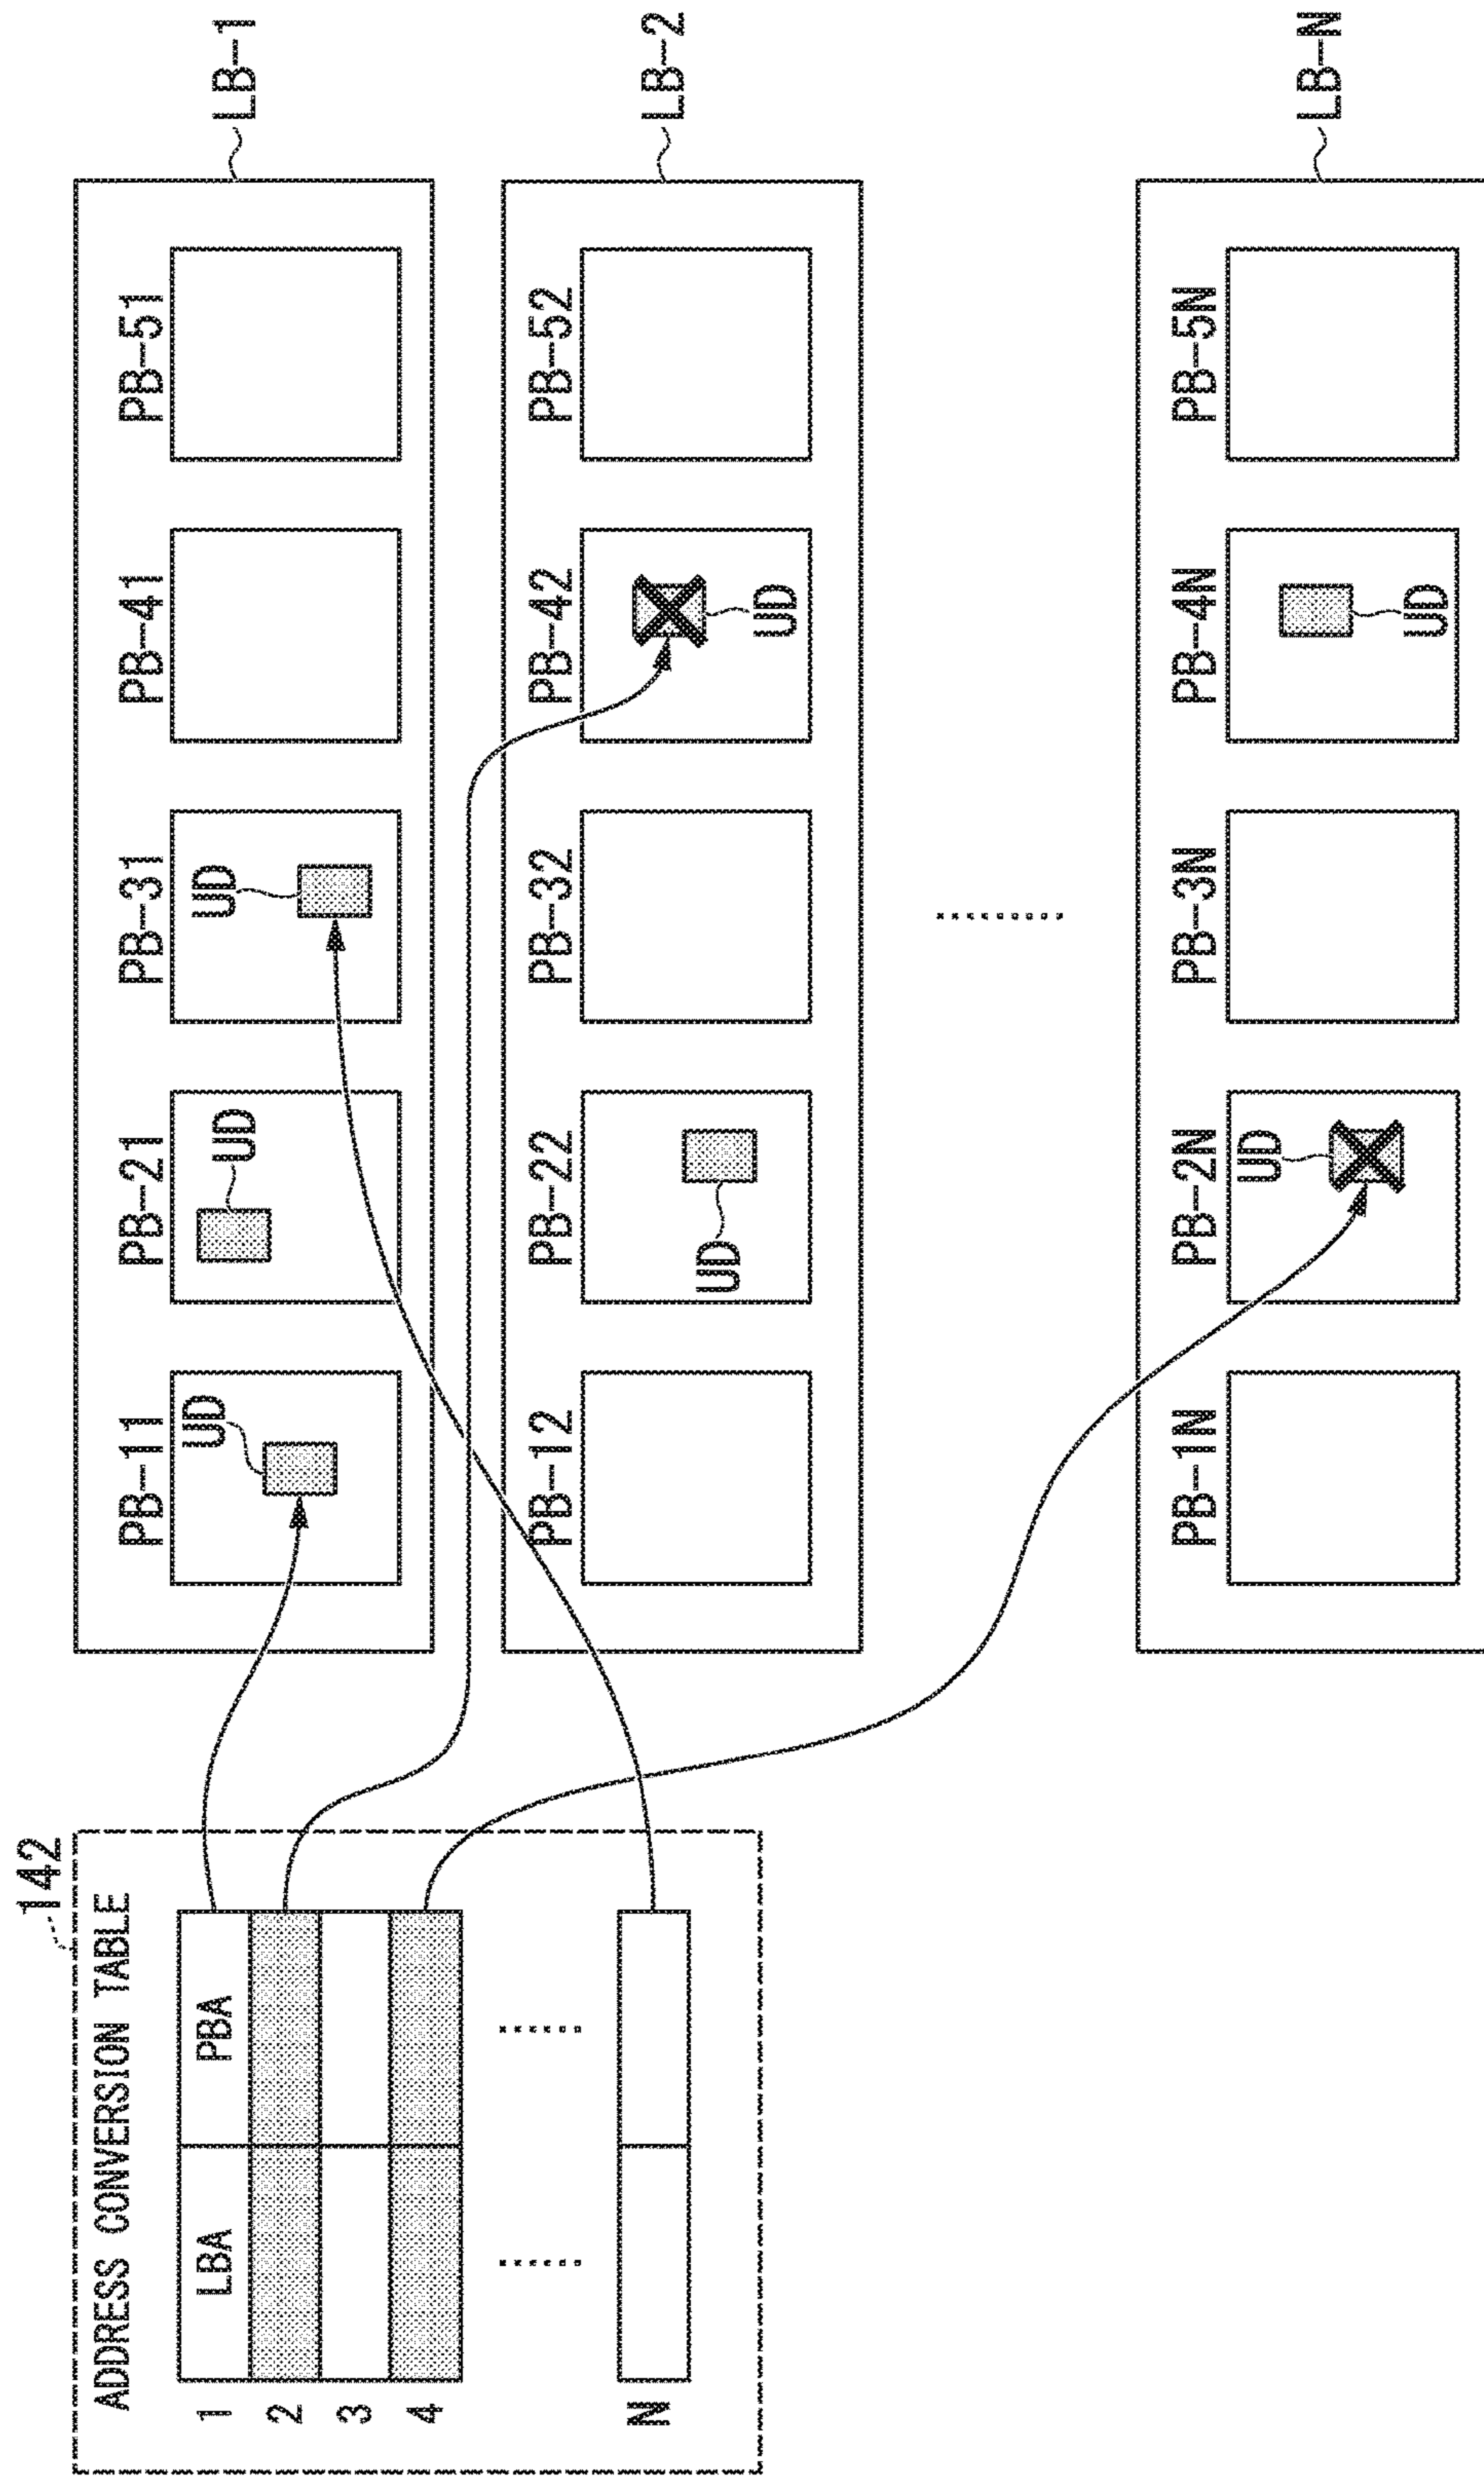 142
ADDRESS CONVERSION TABLE
1 LBA PBA
2
3
4
N
LB-1
PB-11 PB-21 PB-31 PB-41 PB-51
UD UD UD
LB-2
PB-12 PB-22 PB-32 PB-42 PB-52
UD UD
LB-N
PB-1N PB-2N PB-3N PB-4N PB-5N
UD UD